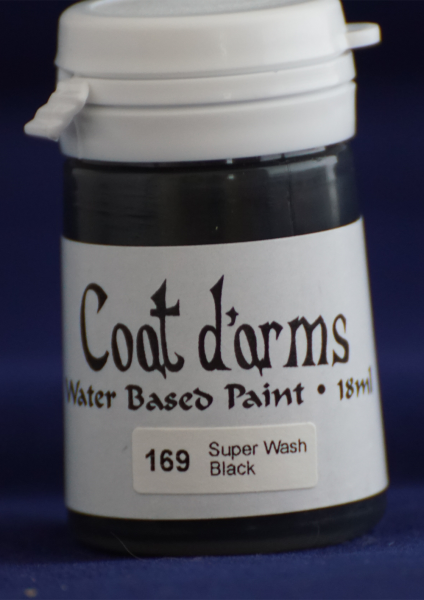 Coat d'arms
Water Based Paint • 18ml
169 Super Wash
Black